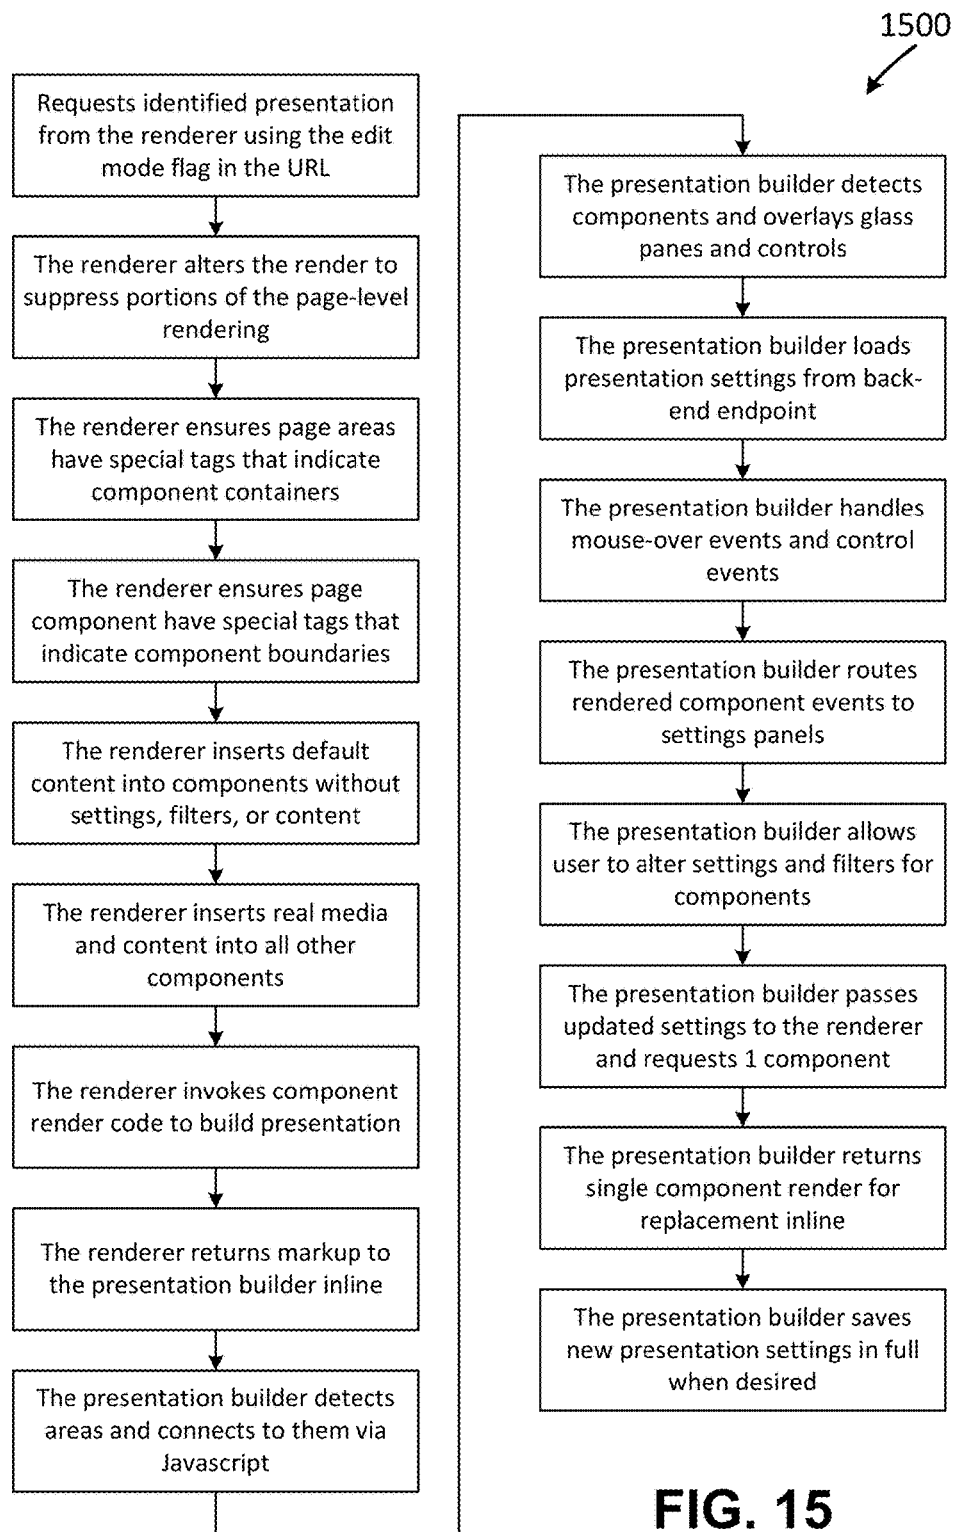 1500
Requests identified presentation
from the renderer using the edit
mode flag in the URL
The renderer alters the render to
suppress portions of the page-level
rendering
The renderer ensures page areas
have special tags that indicate
component containers
The renderer ensures page
component have special tags that
indicate component boundaries
The renderer inserts default
content into components without
settings, filters, or content
The renderer inserts real media
and content into all other
components
The renderer invokes component
render code to build presentation
The renderer returns markup to
the presentation builder inline
The presentation builder detects
areas and connects to them via
Javascript
The presentation builder detects
components and overlays glass
panes and controls
The presentation builder loads
presentation settings from back-
end endpoint
The presentation builder handles
mouse-over events and control
events
The presentation builder routes
rendered component events to
settings panels
The presentation builder allows
user to alter settings and filters for
components
The presentation builder passes
updated settings to the renderer
and requests 1 component
The presentation builder returns
single component render for
replacement inline
The presentation builder saves
new presentation settings in full
when desired
FIG. 15